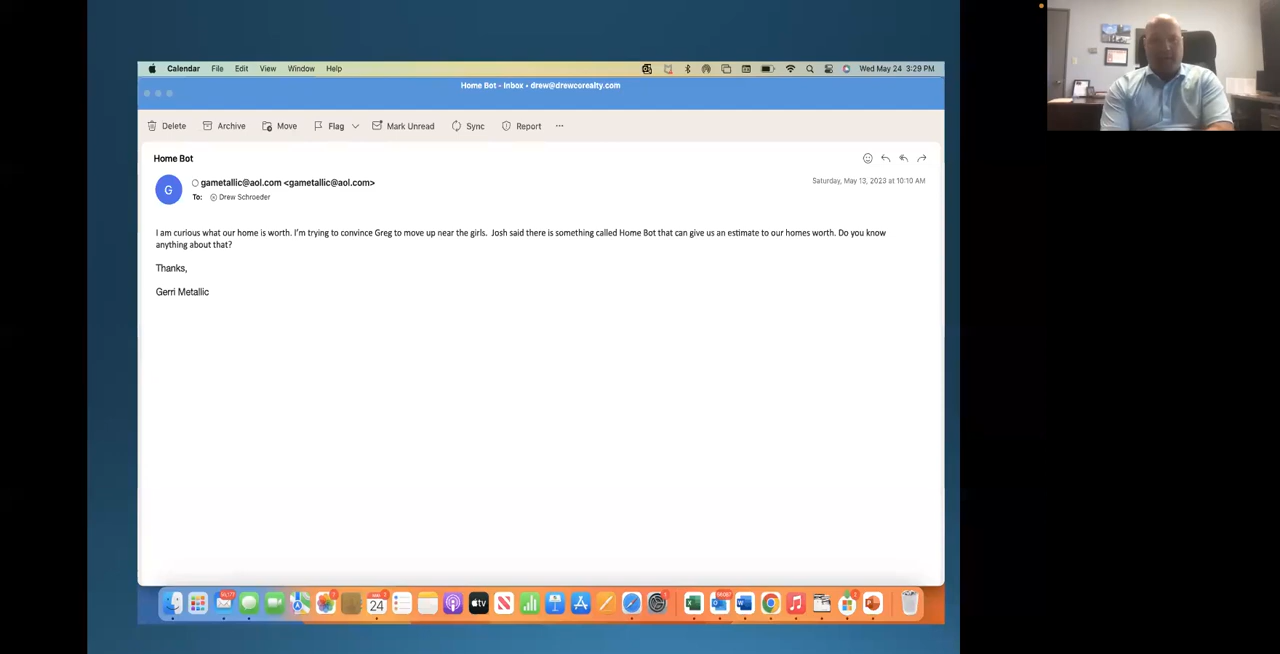 Calendar File Edit View Window Help Wed May 24 3:29 PM
Home Bot - Inbox • drew@drewcorealty.com
Delete Archive Move Flag Mark Unread Sync Report ...
Home Bot
G
gametallic@aol.com <gametallic@aol.com>
Saturday, May 13, 2023 at 10:10 AM
To: Drew Schroeder
I am curious what our home is worth. I'm trying to convince Greg to move up near the girls. Josh said there is something called Home Bot that can give us an estimate to our homes worth. Do you know
anything about that?
Thanks,
Gerri Metallic
24
tv